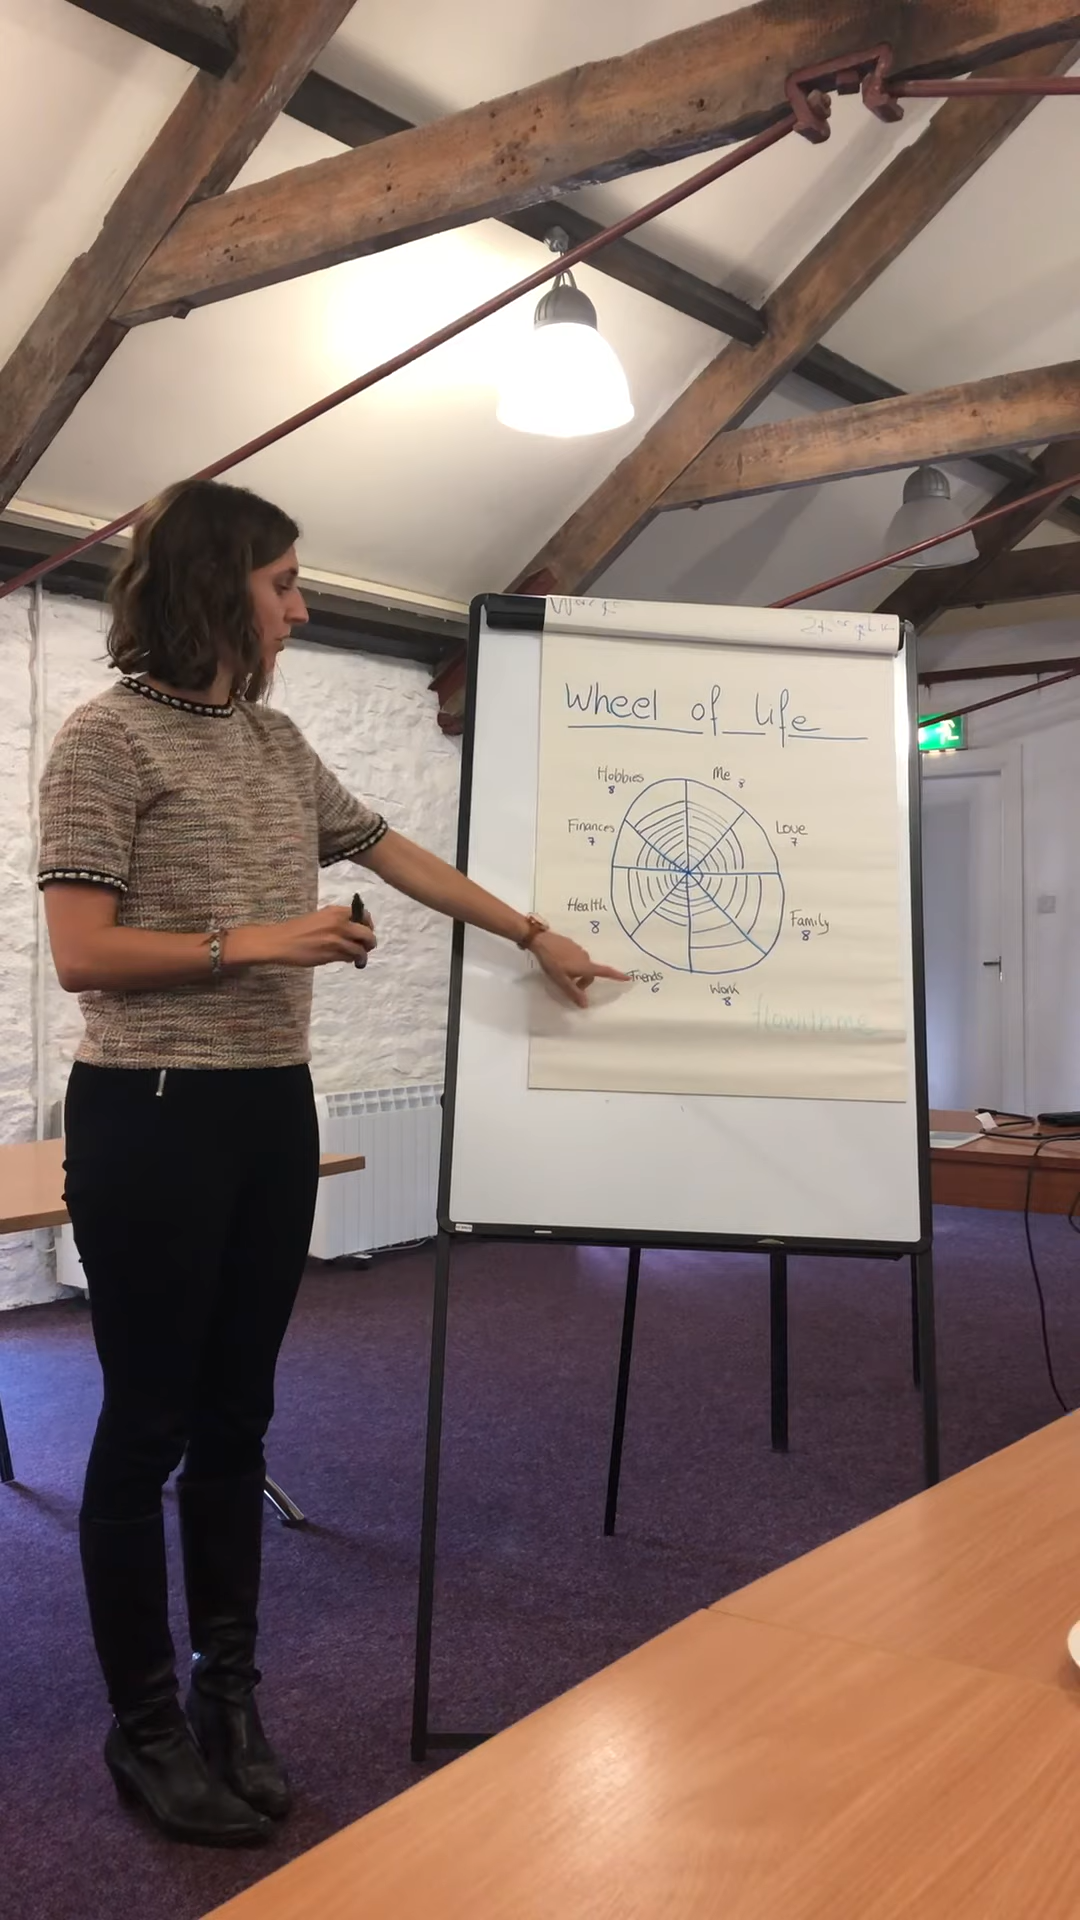 Wheel of Life
Hobbies
8
Me
8
Finances
7
Love
7
Health
8
Family
8
Friends
6
Work
8
flowithme